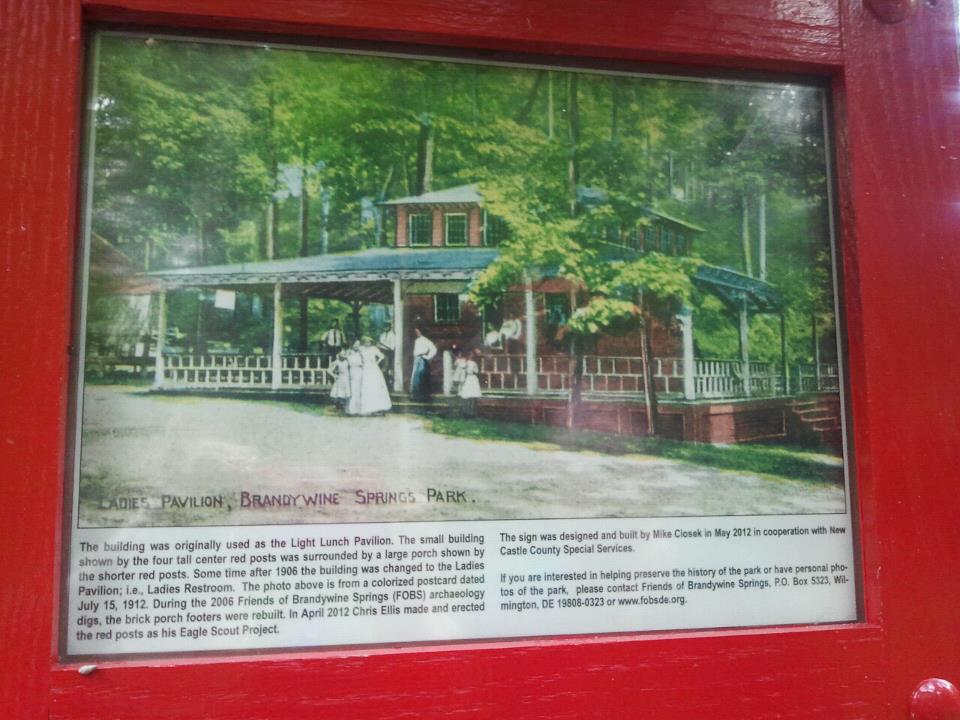 LADIES PAVILION, BRANDYWINE SPRINGS PARK.
The building was originally used as the Light Lunch Pavilion. The small building
shown by the four tall center red posts was surrounded by a large porch shown by
the shorter red posts. Some time after 1906 the building was changed to the Ladies
Pavilion; i.e., Ladies Restroom. The photo above is from a colorized postcard dated
July 15, 1912. During the 2006 Friends of Brandywine Springs (FOBS) archaeology
digs, the brick porch footers were rebuilt. In April 2012 Chris Ellis made and erected
the red posts as his Eagle Scout Project.
The sign was designed and built by Mike Ciosek in May 2012 in cooperation with New
Castle County Special Services.
If you are interested in helping preserve the history of the park or have personal pho-
tos of the park, please contact Friends of Brandywine Springs, P.O. Box 5323, Wil-
mington, DE 19808-0323 or www.fobsde.org.